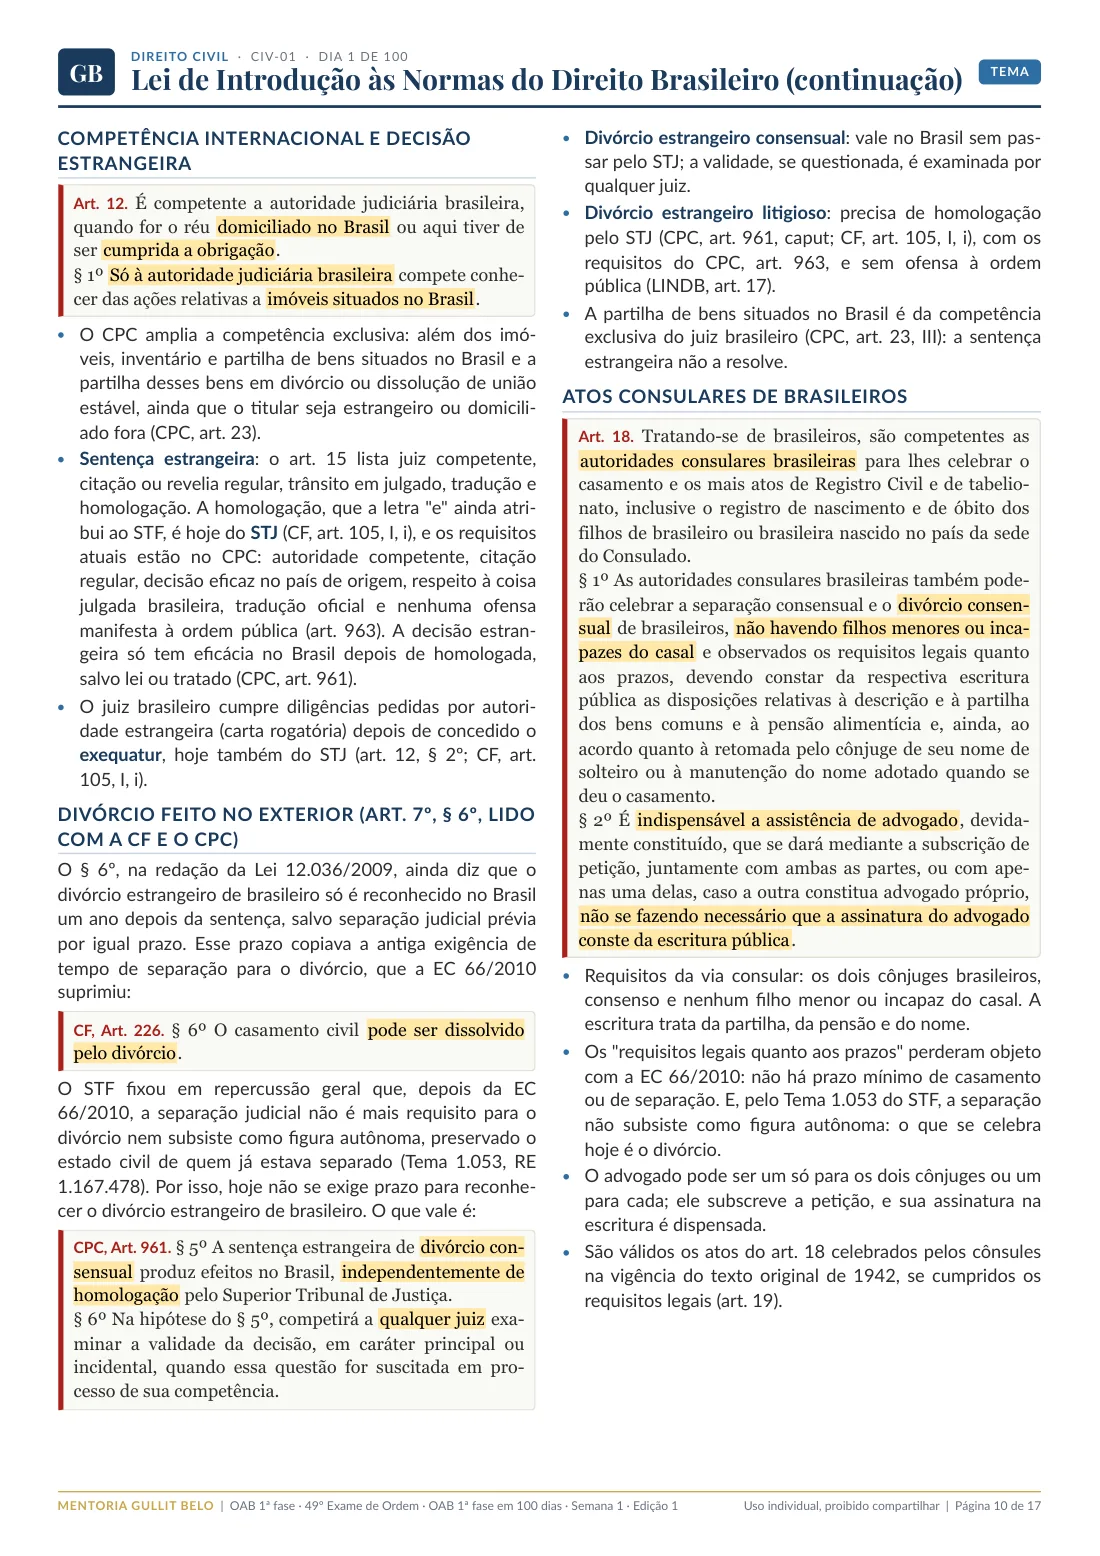 GB
DIREITO CIVIL · CIV-01 · DIA 1 DE 100
Lei de Introdução às Normas do Direito Brasileiro (continuação)
TEMA
COMPETÊNCIA INTERNACIONAL E DECISÃO
ESTRANGEIRA
Art. 12. É competente a autoridade judiciária brasileira,
quando for o réu domiciliado no Brasil ou aqui tiver de
ser cumprida a obrigação.
§ 1º Só à autoridade judiciária brasileira compete conhe-
cer das ações relativas a imóveis situados no Brasil.
• O CPC amplia a competência exclusiva: além dos imó-
veis, inventário e partilha de bens situados no Brasil e a
partilha desses bens em divórcio ou dissolução de união
estável, ainda que o titular seja estrangeiro ou domicili-
ado fora (CPC, art. 23).
• Sentença estrangeira: o art. 15 lista juiz competente,
citação ou revelia regular, trânsito em julgado, tradução e
homologação. A homologação, que a letra "e" ainda atri-
bui ao STF, é hoje do STJ (CF, art. 105, I, i), e os requisitos
atuais estão no CPC: autoridade competente, citação
regular, decisão eficaz no país de origem, respeito à coisa
julgada brasileira, tradução oficial e nenhuma ofensa
manifesta à ordem pública (art. 963). A decisão estran-
geira só tem eficácia no Brasil depois de homologada,
salvo lei ou tratado (CPC, art. 961).
• O juiz brasileiro cumpre diligências pedidas por autori-
dade estrangeira (carta rogatória) depois de concedido o
exequatur, hoje também do STJ (art. 12, § 2º; CF, art.
105, I, i).
DIVÓRCIO FEITO NO EXTERIOR (ART. 7º, § 6º, LIDO
COM A CF E O CPC)
O § 6º, na redação da Lei 12.036/2009, ainda diz que o
divórcio estrangeiro de brasileiro só é reconhecido no Brasil
um ano depois da sentença, salvo separação judicial prévia
por igual prazo. Esse prazo copiava a antiga exigência de
tempo de separação para o divórcio, que a EC 66/2010
suprimiu:
CF, Art. 226. § 6º O casamento civil pode ser dissolvido
pelo divórcio.
O STF fixou em repercussão geral que, depois da EC
66/2010, a separação judicial não é mais requisito para o
divórcio nem subsiste como figura autônoma, preservado o
estado civil de quem já estava separado (Tema 1.053, RE
1.167.478). Por isso, hoje não se exige prazo para reconhe-
cer o divórcio estrangeiro de brasileiro. O que vale é:
CPC, Art. 961. § 5º A sentença estrangeira de divórcio con-
sensual produz efeitos no Brasil, independentemente de
homologação pelo Superior Tribunal de Justiça.
§ 6º Na hipótese do § 5º, competirá a qualquer juiz exa-
minar a validade da decisão, em caráter principal ou
incidental, quando essa questão for suscitada em pro-
cesso de sua competência.
• Divórcio estrangeiro consensual: vale no Brasil sem pas-
sar pelo STJ; a validade, se questionada, é examinada por
qualquer juiz.
• Divórcio estrangeiro litigioso: precisa de homologação
pelo STJ (CPC, art. 961, caput; CF, art. 105, I, i), com os
requisitos do CPC, art. 963, e sem ofensa à ordem
pública (LINDB, art. 17).
• A partilha de bens situados no Brasil é da competência
exclusiva do juiz brasileiro (CPC, art. 23, III): a sentença
estrangeira não a resolve.
ATOS CONSULARES DE BRASILEIROS
Art. 18. Tratando-se de brasileiros, são competentes as
autoridades consulares brasileiras para lhes celebrar o
casamento e os mais atos de Registro Civil e de tabelio-
nato, inclusive o registro de nascimento e de óbito dos
filhos de brasileiro ou brasileira nascido no país da sede
do Consulado.
§ 1º As autoridades consulares brasileiras também pode-
rão celebrar a separação consensual e o divórcio consen-
sual de brasileiros, não havendo filhos menores ou inca-
pazes do casal e observados os requisitos legais quanto
aos prazos, devendo constar da respectiva escritura
pública as disposições relativas à descrição e à partilha
dos bens comuns e à pensão alimentícia e, ainda, ao
acordo quanto à retomada pelo cônjuge de seu nome de
solteiro ou à manutenção do nome adotado quando se
deu o casamento.
§ 2º É indispensável a assistência de advogado, devida-
mente constituído, que se dará mediante a subscrição de
petição, juntamente com ambas as partes, ou com ape-
nas uma delas, caso a outra constitua advogado próprio,
não se fazendo necessário que a assinatura do advogado
conste da escritura pública.
• Requisitos da via consular: os dois cônjuges brasileiros,
consenso e nenhum filho menor ou incapaz do casal. A
escritura trata da partilha, da pensão e do nome.
• Os "requisitos legais quanto aos prazos" perderam objeto
com a EC 66/2010: não há prazo mínimo de casamento
ou de separação. E, pelo Tema 1.053 do STF, a separação
não subsiste como figura autônoma: o que se celebra
hoje é o divórcio.
• O advogado pode ser um só para os dois cônjuges ou um
para cada; ele subscreve a petição, e sua assinatura na
escritura é dispensada.
• São válidos os atos do art. 18 celebrados pelos cônsules
na vigência do texto original de 1942, se cumpridos os
requisitos legais (art. 19).
MENTORIA GULLIT BELO | OAB 1ª fase · 49º Exame de Ordem · OAB 1ª fase em 100 dias · Semana 1 · Edição 1
Uso individual, proibido compartilhar | Página 10 de 17